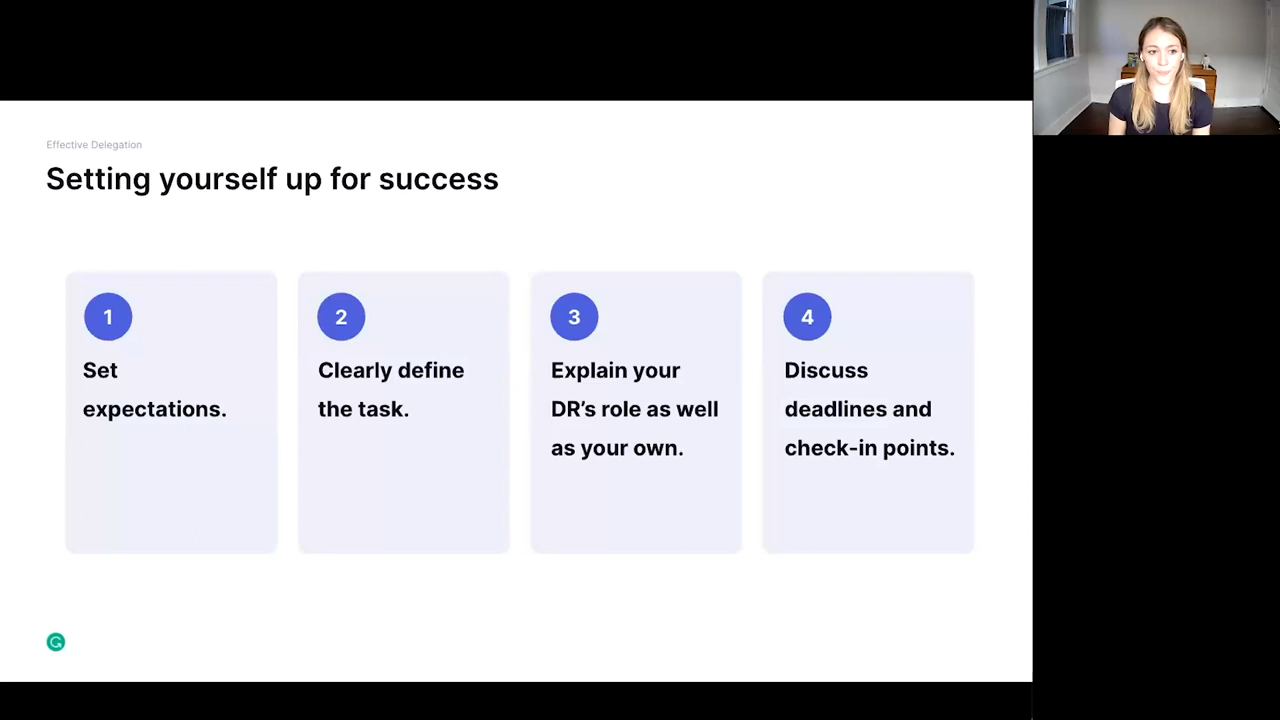 Effective Delegation
Setting yourself up for success
1
Set
expectations.
2
Clearly define
the task.
3
Explain your
DR’s role as well
as your own.
4
Discuss
deadlines and
check-in points.